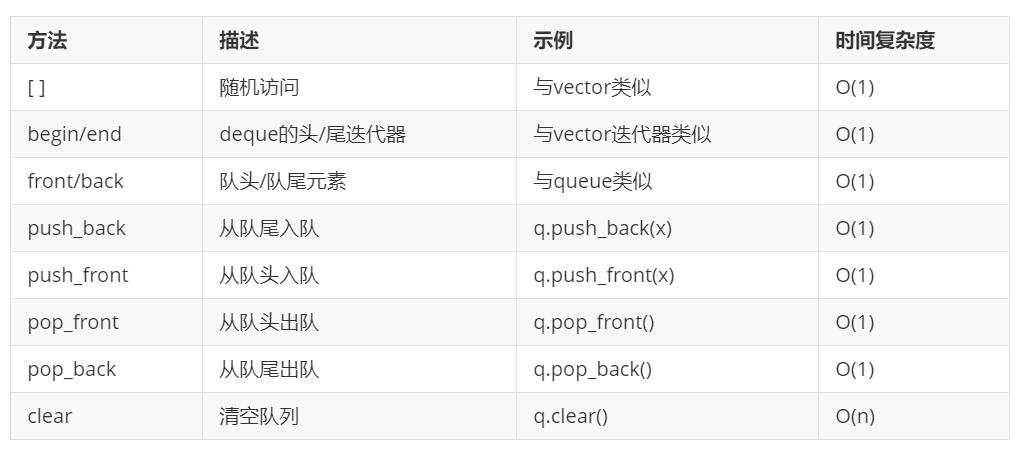 方法 描述 示例 时间复杂度
[ ] 随机访问 与vector类似 O(1)
begin/end deque的头/尾迭代器 与vector迭代器类似 O(1)
front/back 队头/队尾元素 与queue类似 O(1)
push_back 从队尾入队 q.push_back(x) O(1)
push_front 从队头入队 q.push_front(x) O(1)
pop_front 从队头出队 q.pop_front() O(1)
pop_back 从队尾出队 q.pop_back() O(1)
clear 清空队列 q.clear() O(n)